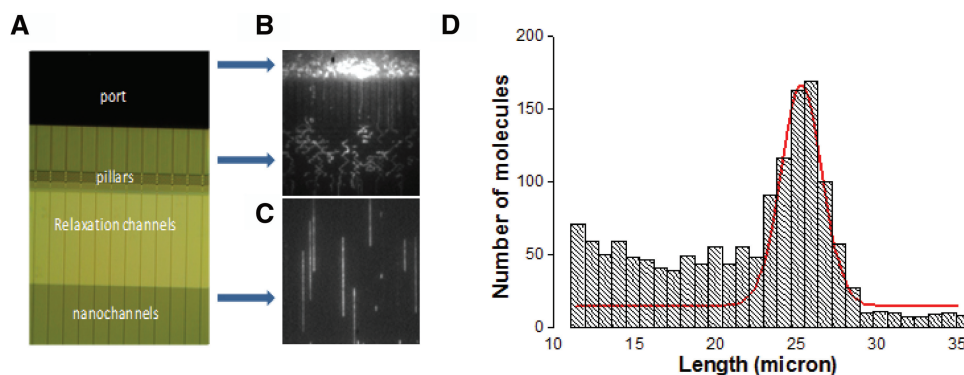 A
port
pillars
Relaxation channels
nanochannels
B
C
D
Number of molecules
200
150
100
50
0
10 15 20 25 30 35
Length (micron)